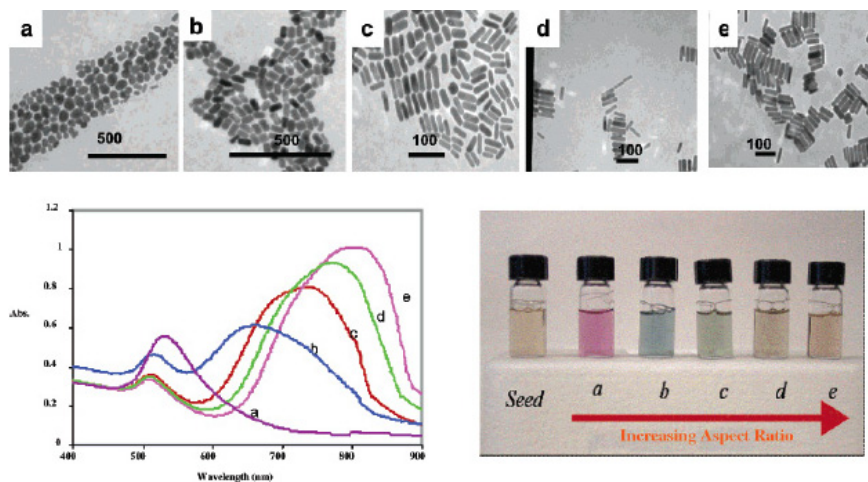 a
500
b
500
c
100
d
100
e
100
1.2
1
0.8
0.6
0.4
0.2
0
Abs.
a
h
c
d
e
400 500 600 700 800 900
Wavelength (nm)
Seed a b c d e
Increasing Aspect Ratio